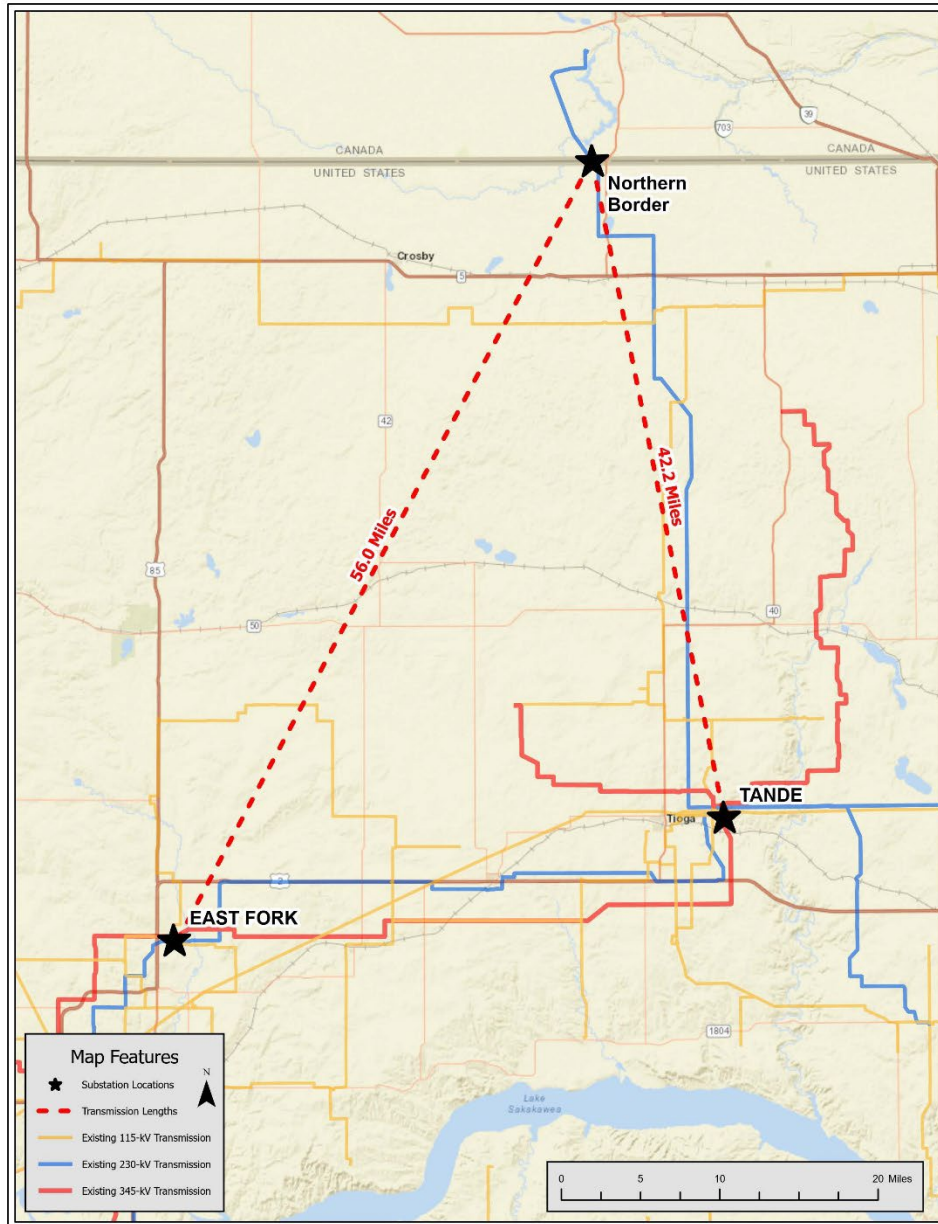 39
703
CANADA
UNITED STATES
CANADA
UNITED STATES
Northern
Border
Crosby
5
42
56.0 Miles
42.2 Miles
85
50
40
TANDE
Tioga
2
EAST FORK
1804
Lake
Sakakawea
Map Features
N
Substation Locations
Transmission Lengths
Existing 115-kV Transmission
Existing 230-kV Transmission
Existing 345-kV Transmission
0 5 10 20 Miles